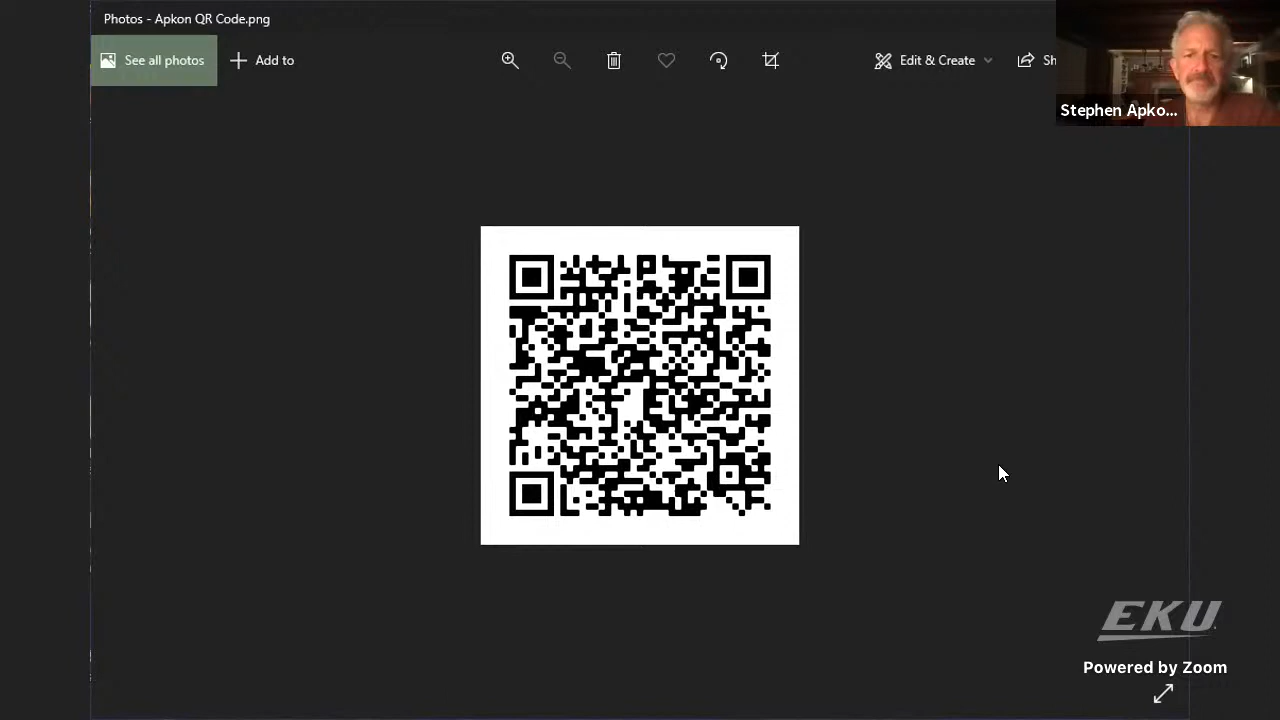 Photos - Apkon QR Code.png
See all photos
Add to
Edit & Create
Sh
Stephen Apko...
EKU
Powered by Zoom